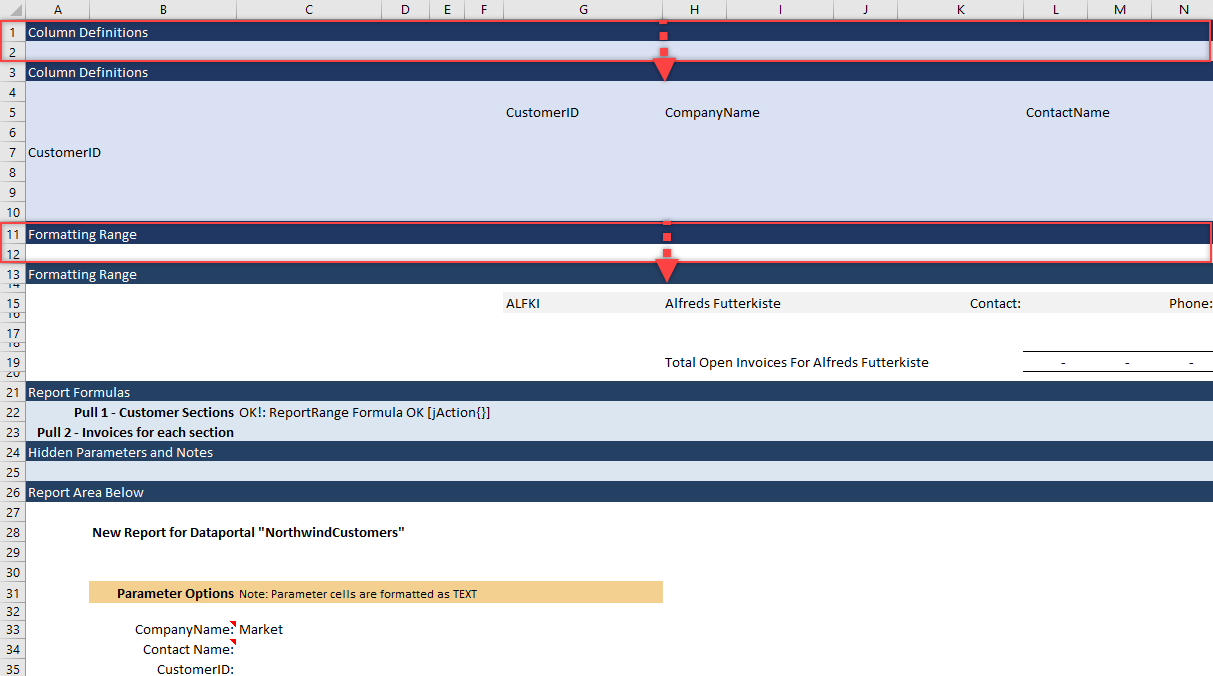 A B C D E F G H I J K L M N
1 Column Definitions
2
3 Column Definitions
4
5 CustomerID CompanyName ContactName
6
7 CustomerID
8
9
10
11 Formatting Range
12
13 Formatting Range
14
15 ALFKI Alfreds Futterkiste Contact: Phone:
16
17
18
19 Total Open Invoices For Alfreds Futterkiste - - -
20
21 Report Formulas
22 Pull 1 - Customer Sections OK!: ReportRange Formula OK [jAction{}]
23 Pull 2 - Invoices for each section
24 Hidden Parameters and Notes
25
26 Report Area Below
27
28 New Report for Dataportal "NorthwindCustomers"
29
30
31 Parameter Options Note: Parameter cells are formatted as TEXT
32
33 CompanyName: Market
34 Contact Name:
35 CustomerID: